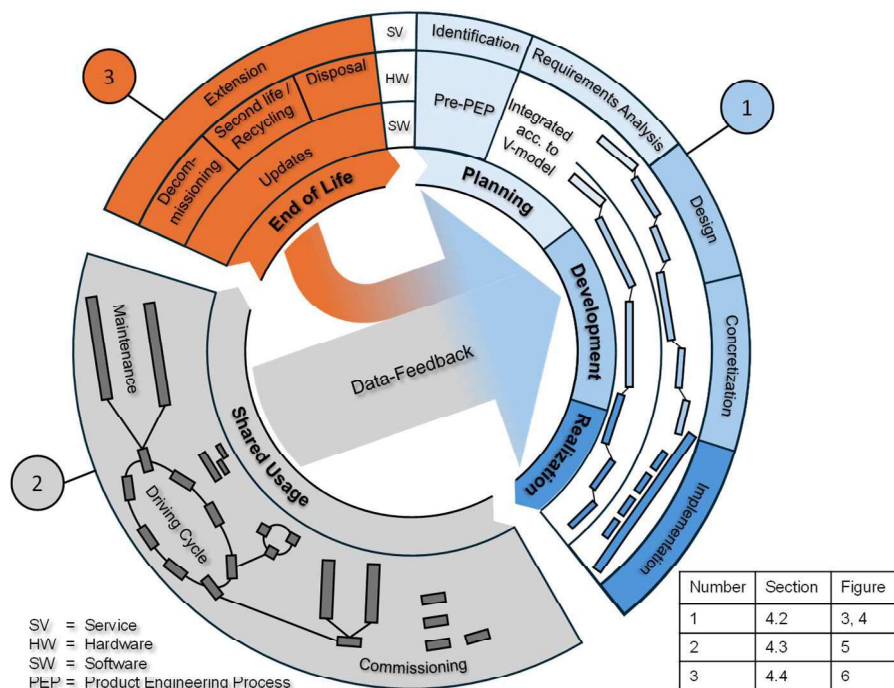 3
Extension
Disposal
Second life /
Recycling
Decom-
missioning
Updates
End of Life
SV
HW
SW
Identification
Pre-PEP
Requirements Analysis
Integrated
acc. to
V-model
Planning
1
Design
Development
Concretization
Realization
Implementation
Data-Feedback
Maintenance
Shared Usage
2
Driving Cycle
Commissioning
SV = Service
HW = Hardware
SW = Software
PEP = Product Engineering Process
Number Section Figure
1 4.2 3, 4
2 4.3 5
3 4.4 6